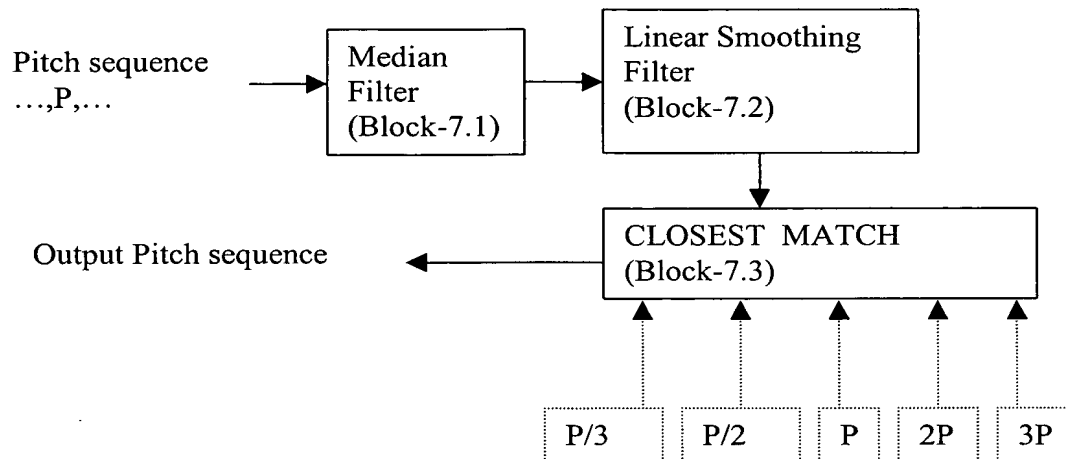 Pitch sequence
...,P,...
Median
Filter
(Block-7.1)
Linear Smoothing
Filter
(Block-7.2)
CLOSEST MATCH
(Block-7.3)
Output Pitch sequence
P/3
P/2
P
2P
3P